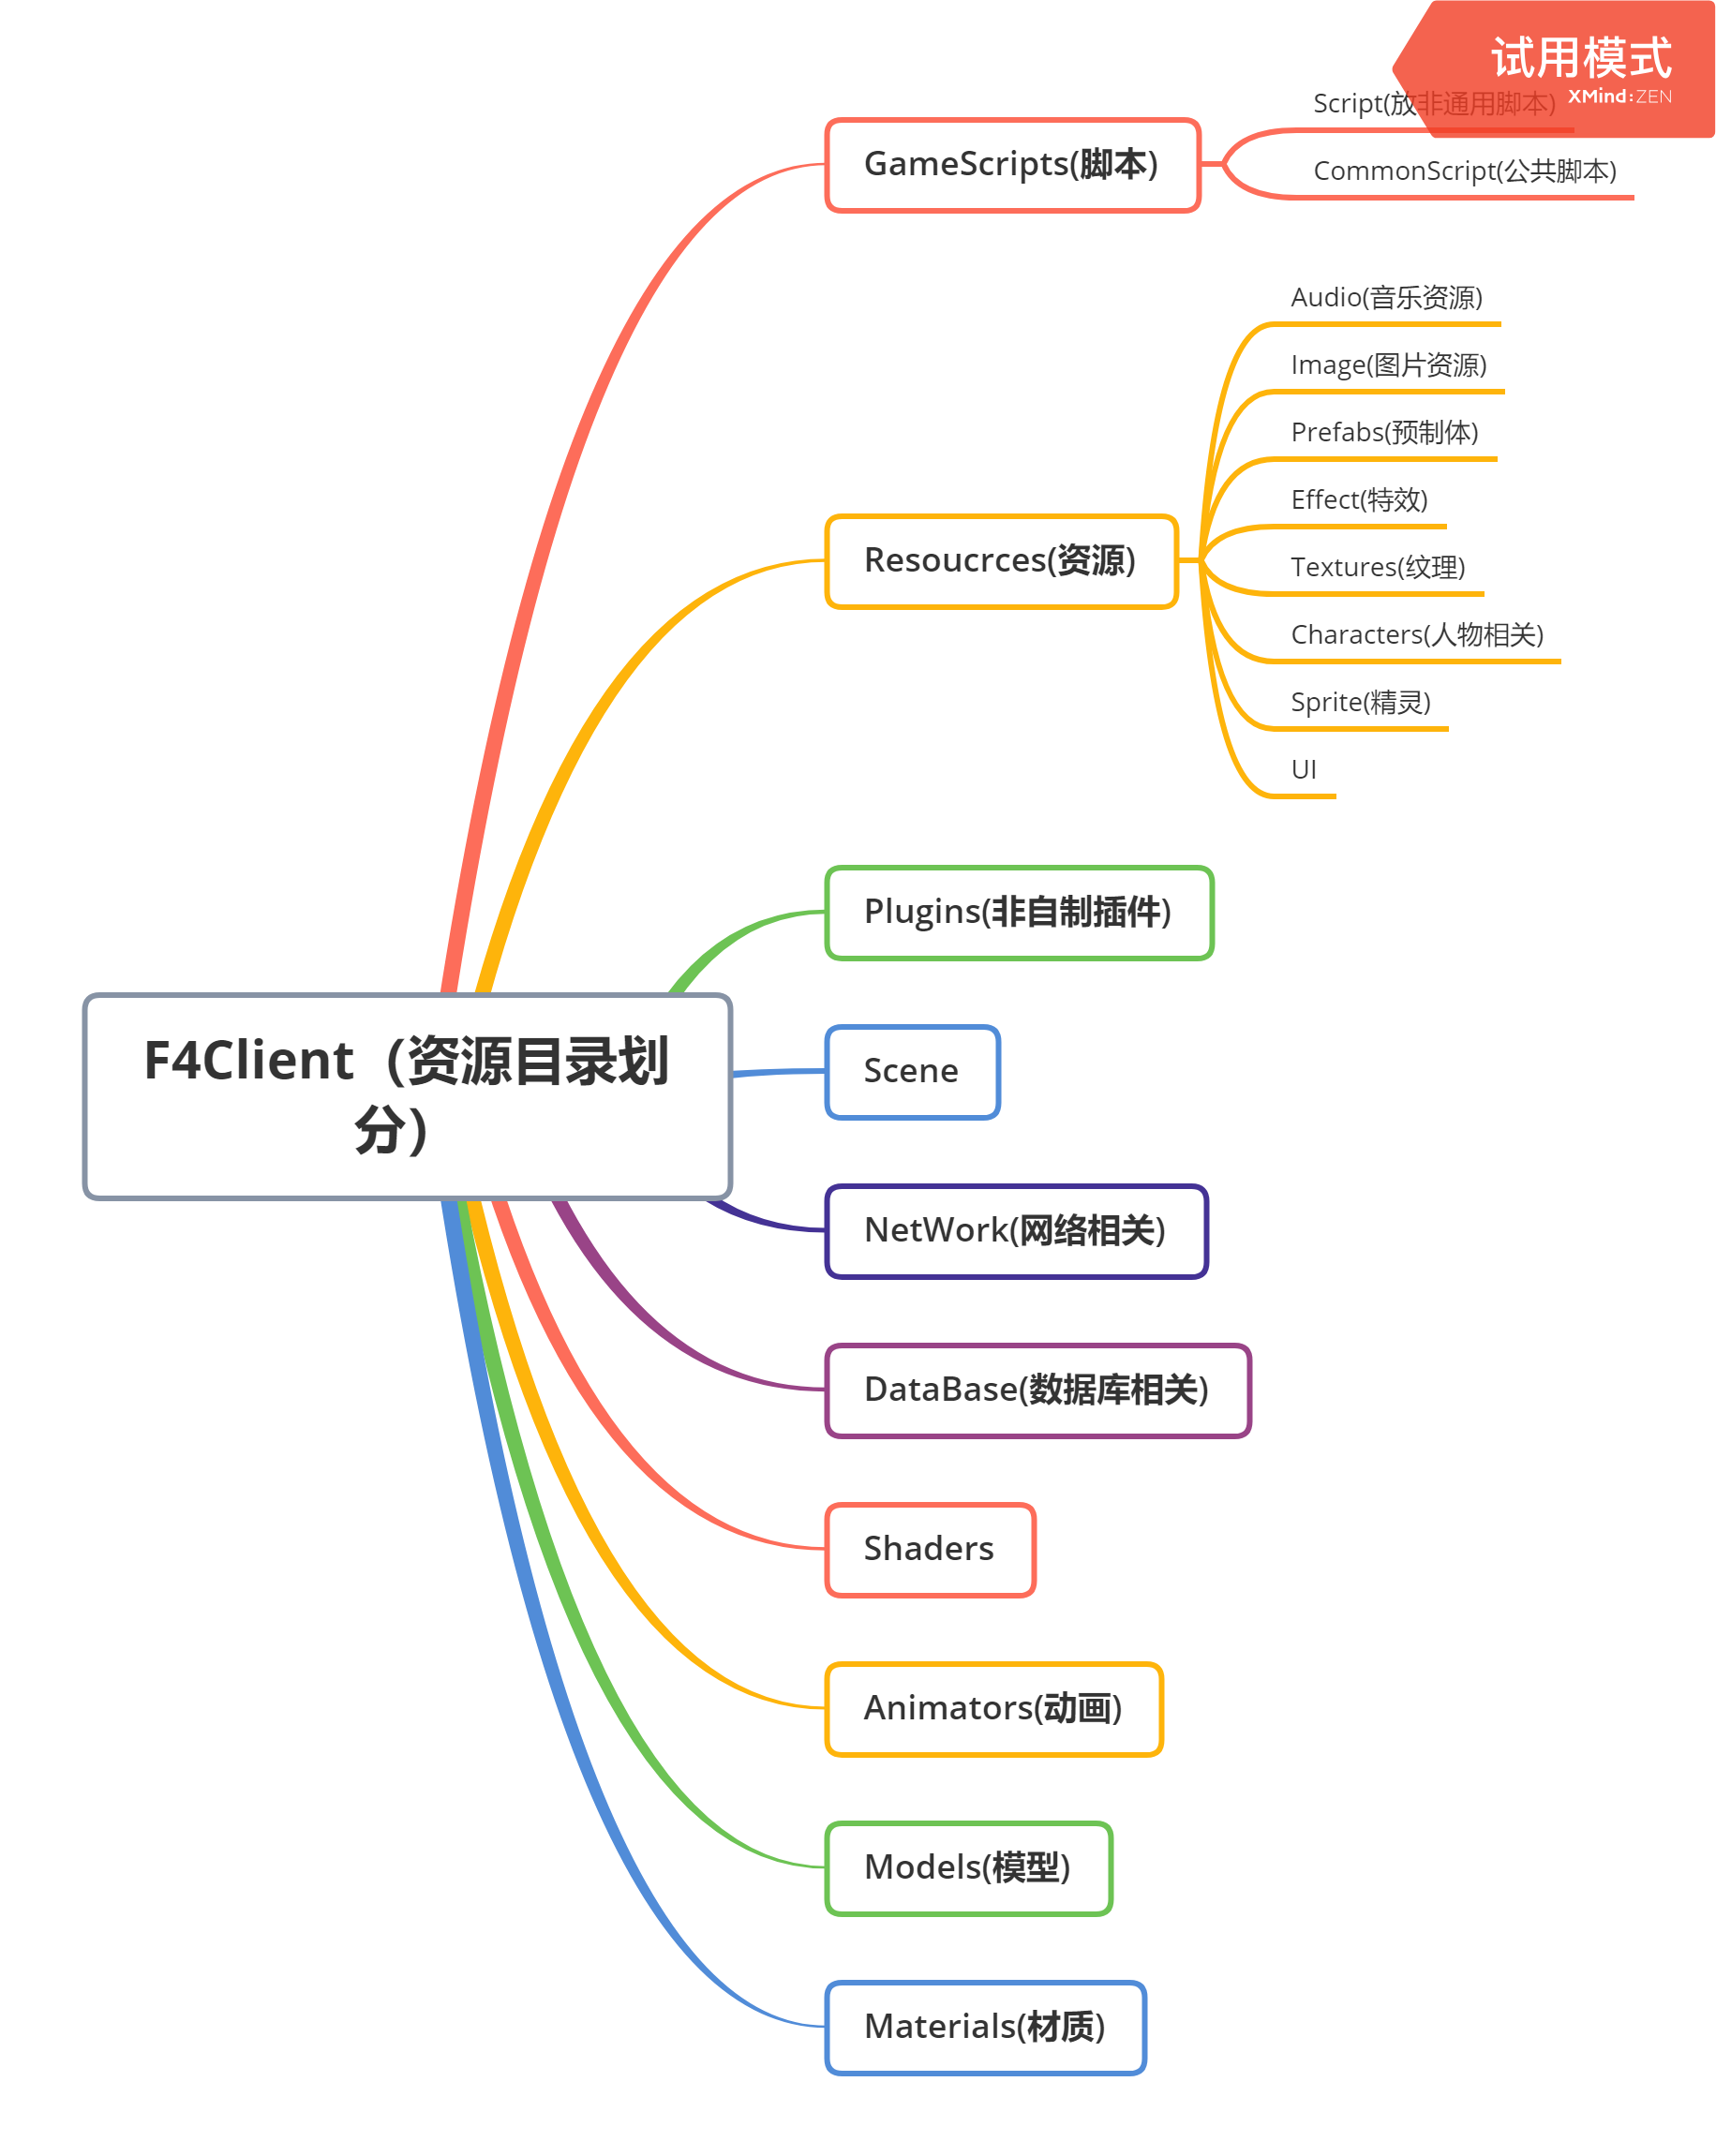 试用模式
XMind:ZEN
Script(放非通用脚本)
GameScripts(脚本)
CommonScript(公共脚本)
Audio(音乐资源)
Image(图片资源)
Prefabs(预制体)
Effect(特效)
Resoucrces(资源)
Textures(纹理)
Characters(人物相关)
Sprite(精灵)
UI
Plugins(非自制插件)
F4Client（资源目录划
分）
Scene
NetWork(网络相关)
DataBase(数据库相关)
Shaders
Animators(动画)
Models(模型)
Materials(材质)